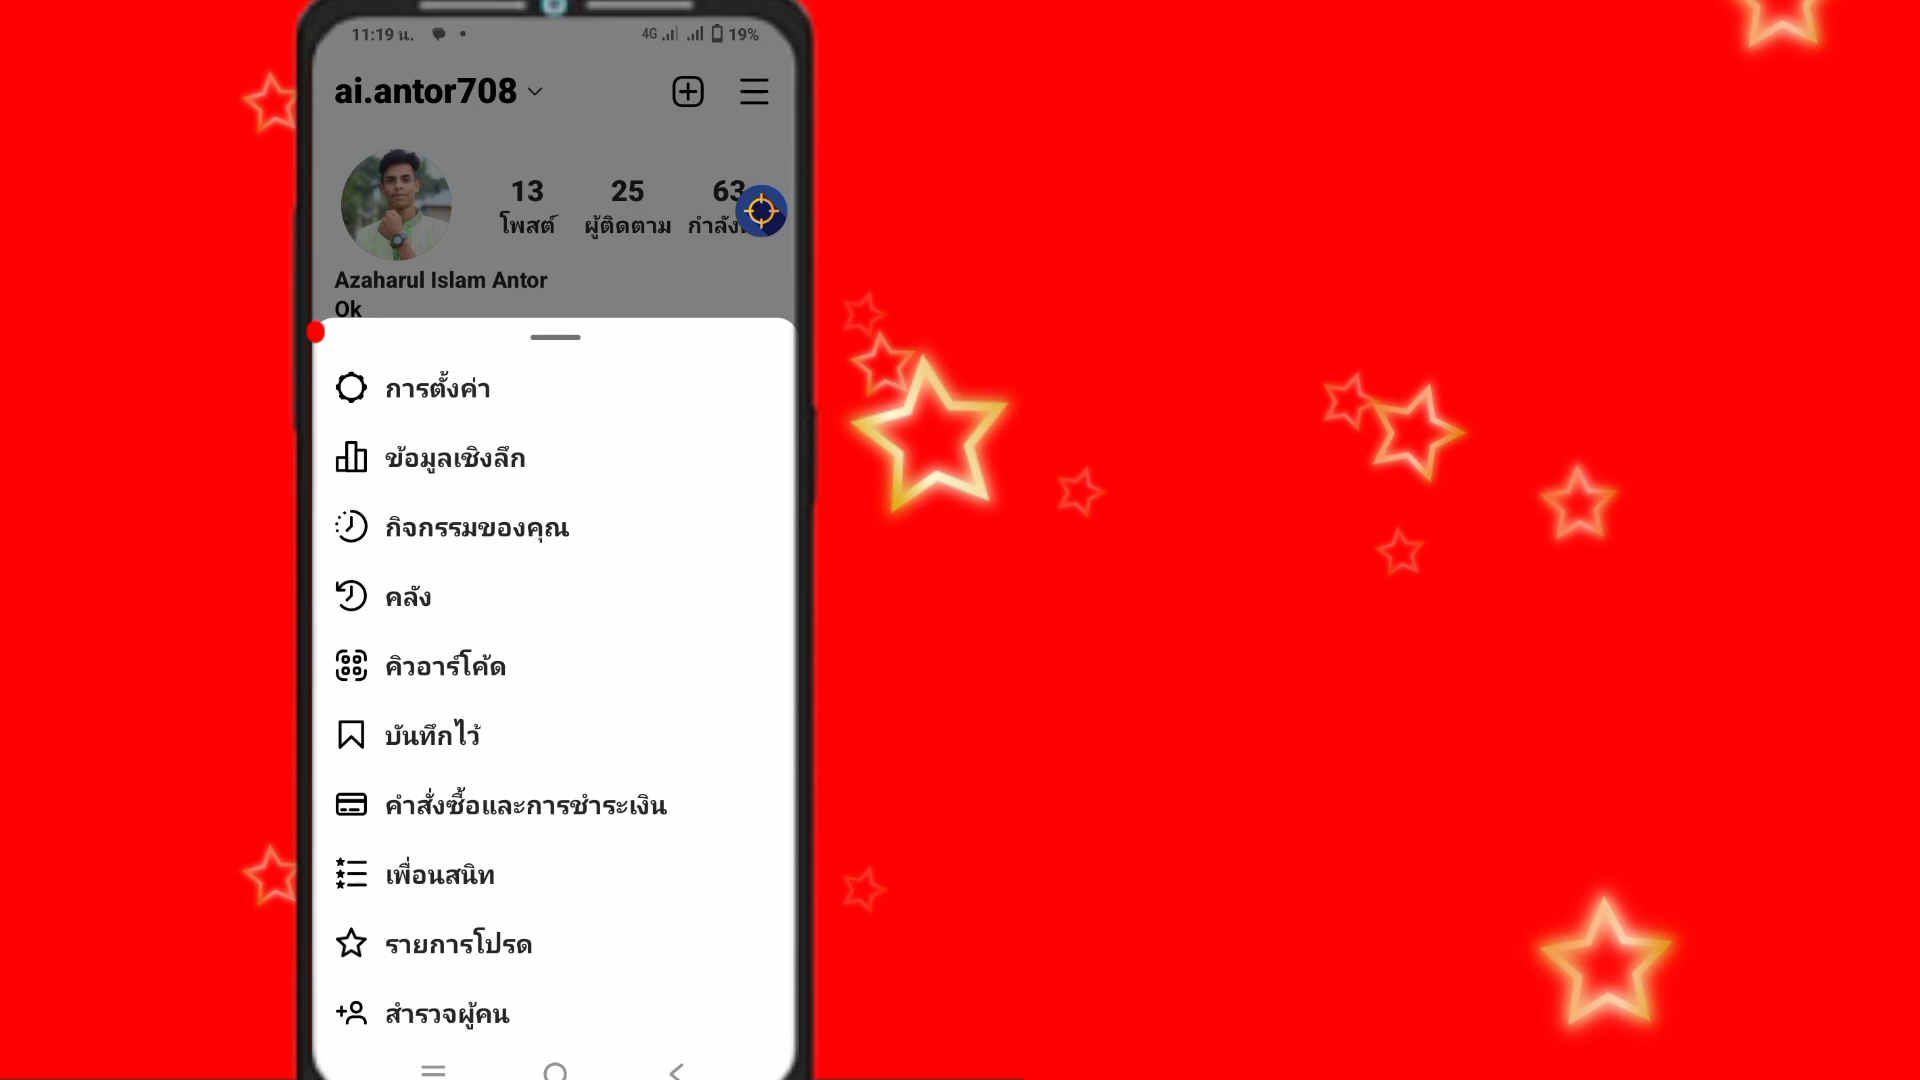 11:19 น.
4G 19%
ai.antor708
13 25 63
โพสต์ ผู้ติดตาม
Azaharul Islam Antor
Ok
การตั้งค่า
ข้อมูลเชิงลึก
กิจกรรมของคุณ
คลัง
คิวอาร์โค้ด
บันทึกไว้
คำสั่งซื้อและการชำระเงิน
เพื่อนสนิท
รายการโปรด
สำรวจผู้คน